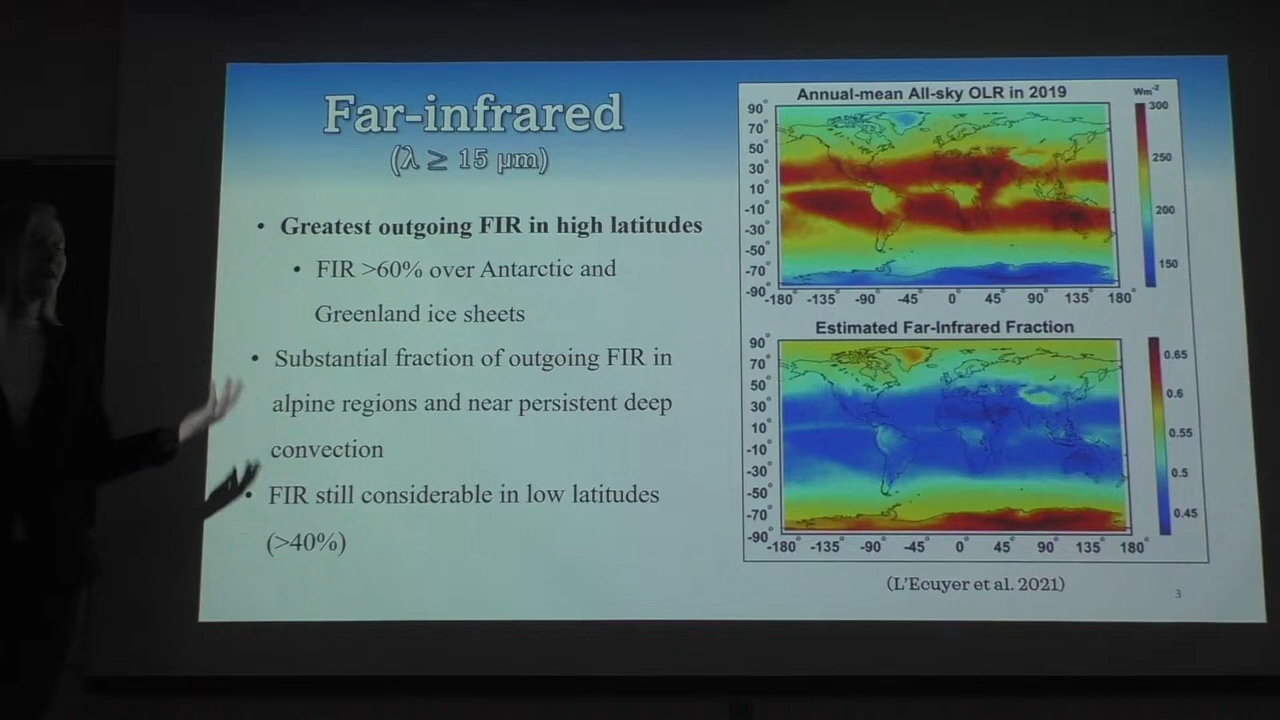 Far-infrared
(λ ≥ 15 μm)
• Greatest outgoing FIR in high latitudes
• FIR >60% over Antarctic and
Greenland ice sheets
• Substantial fraction of outgoing FIR in
alpine regions and near persistent deep
convection
• FIR still considerable in low latitudes
(>40%)
Annual-mean All-sky OLR in 2019
Wm⁻²
90°
70°
50°
30°
10°
-10°
-30°
-50°
-70°
-90°
-180° -135° -90° -45° 0° 45° 90° 135° 180°
300
250
200
150
Estimated Far-Infrared Fraction
90°
70°
50°
30°
10°
-10°
-30°
-50°
-70°
-90°
-180° -135° -90° -45° 0° 45° 90° 135° 180°
0.65
0.6
0.55
0.5
0.45
(L'Ecuyer et al. 2021)
3